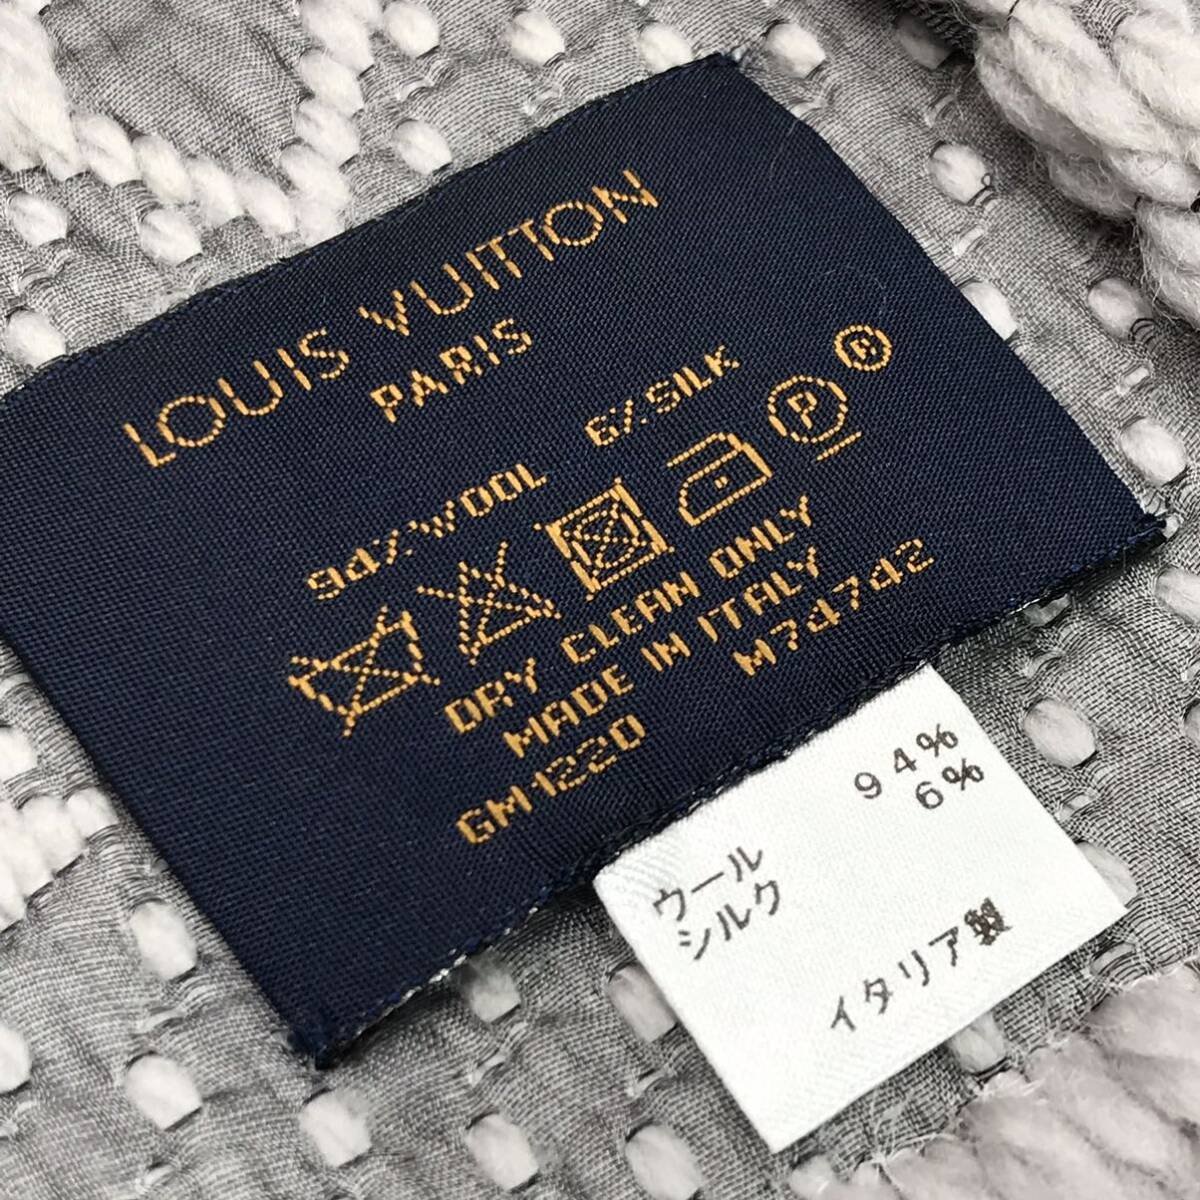 LOUIS VUITTON
PARIS
94% WOOL 6% SILK
P ®
DRY CLEAN ONLY
MADE IN ITALY
GM1220 M74742
ウール 94%
シルク 6%
イタリア製